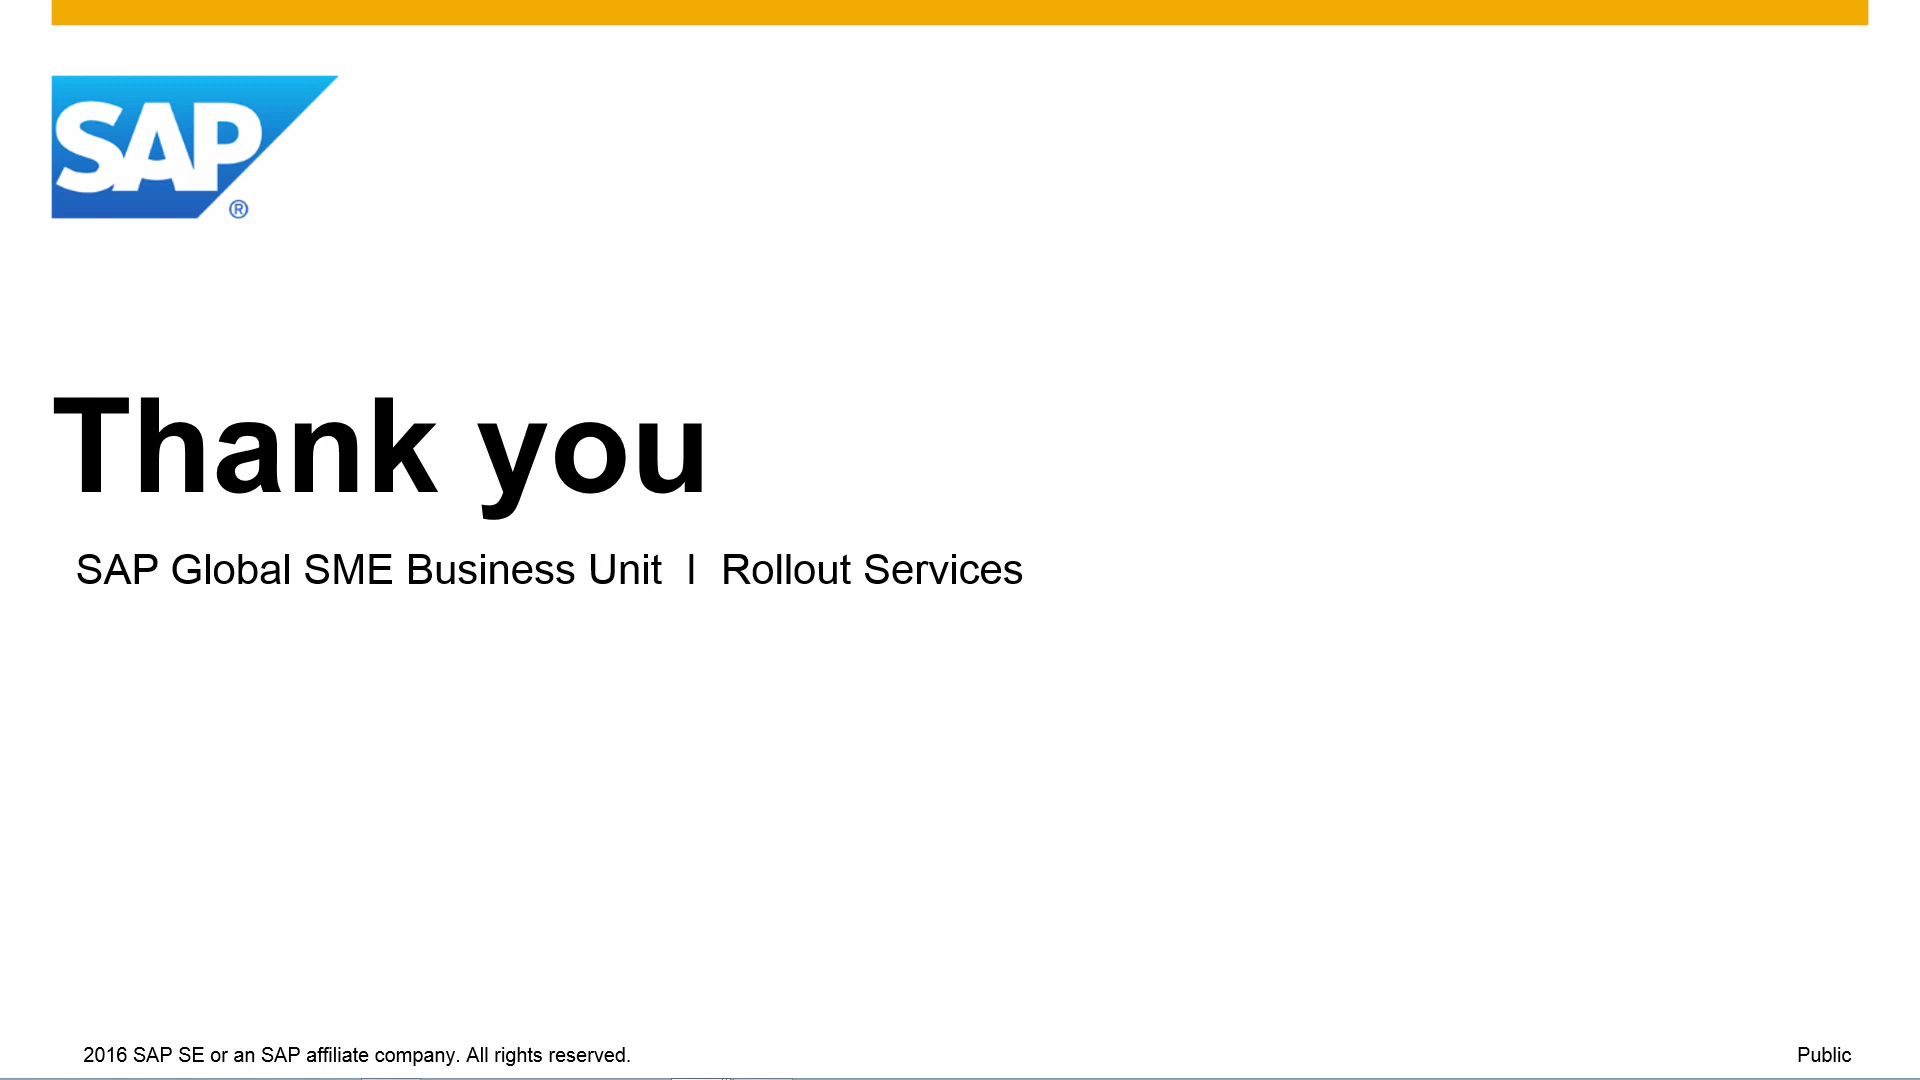 SAP®
Thank you
SAP Global SME Business Unit l Rollout Services
2016 SAP SE or an SAP affiliate company. All rights reserved.
Public